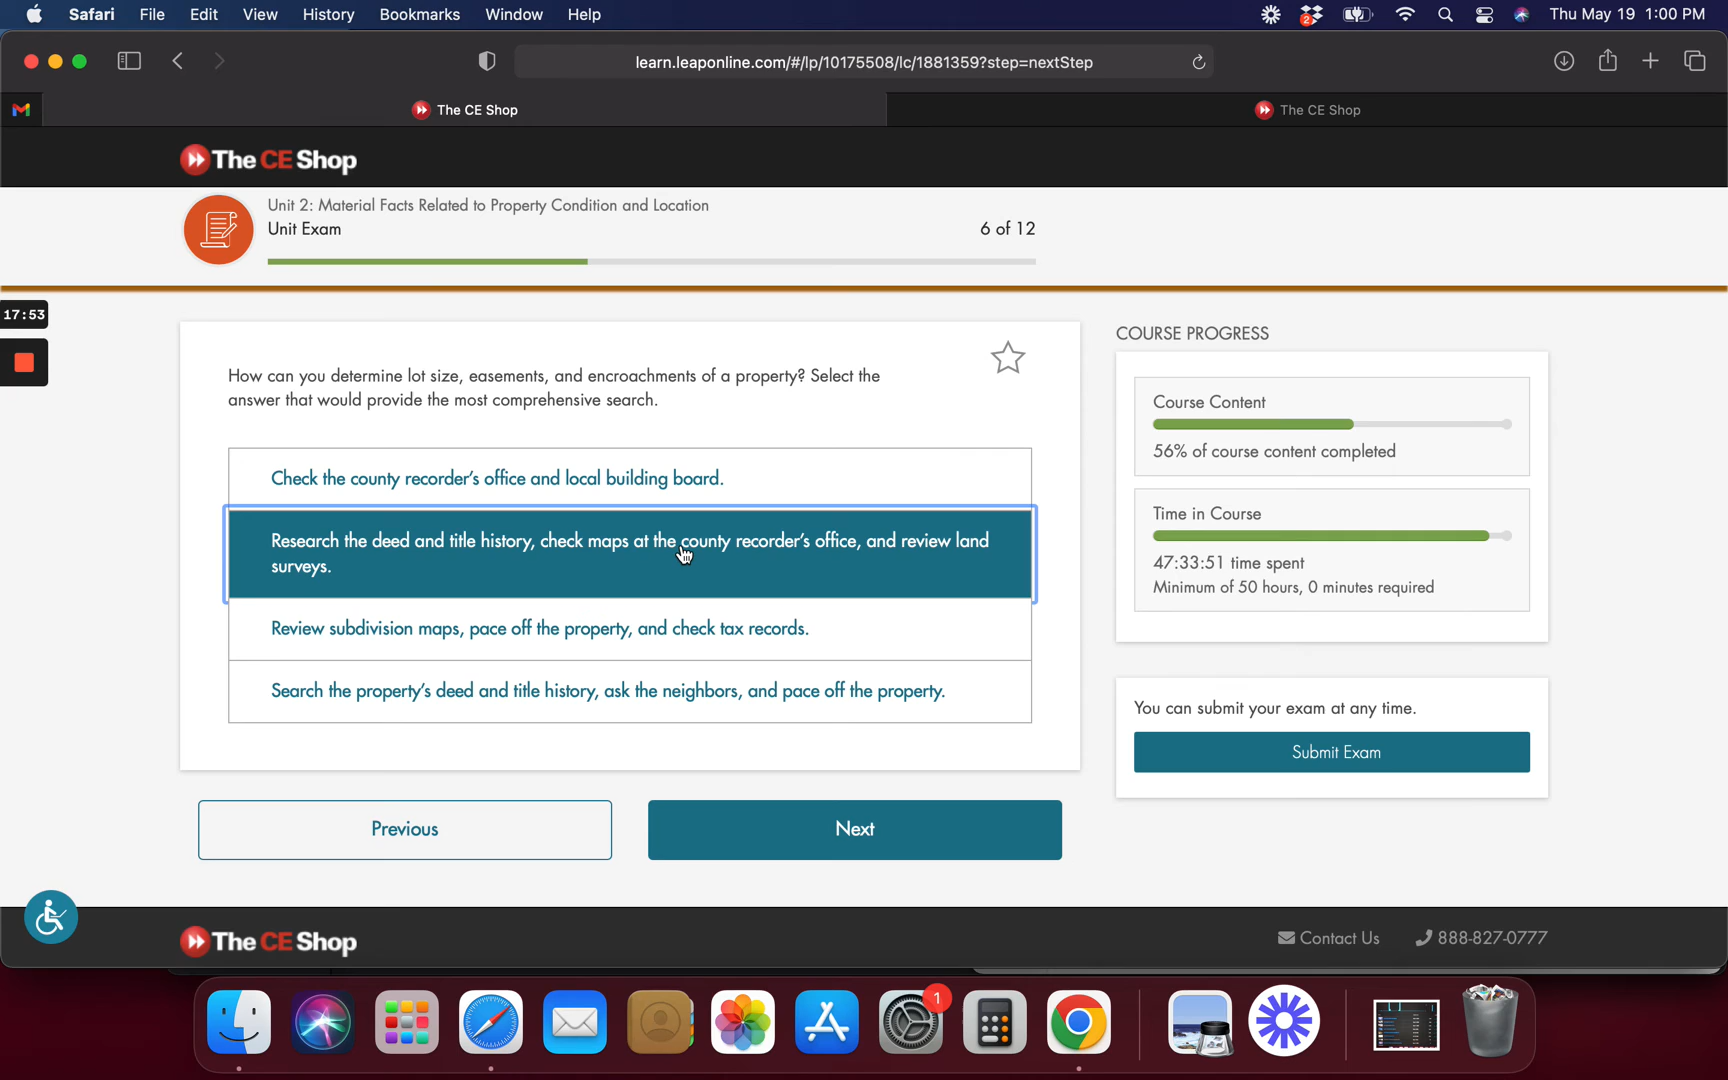 Safari File Edit View History Bookmarks Window Help
2
Thu May 19 1:00 PM
learn.leaponline.com/#/lp/10175508/lc/1881359?step=nextStep
The CE Shop
The CE Shop
The CE Shop
Unit 2: Material Facts Related to Property Condition and Location
Unit Exam
6 of 12
17:53
How can you determine lot size, easements, and encroachments of a property? Select the
answer that would provide the most comprehensive search.
Check the county recorder's office and local building board.
Research the deed and title history, check maps at the county recorder's office, and review land
surveys.
Review subdivision maps, pace off the property, and check tax records.
Search the property's deed and title history, ask the neighbors, and pace off the property.
Previous
Next
COURSE PROGRESS
Course Content
56% of course content completed
Time in Course
47:33:51 time spent
Minimum of 50 hours, 0 minutes required
You can submit your exam at any time.
Submit Exam
The CE Shop
Contact Us
888-827-0777
1